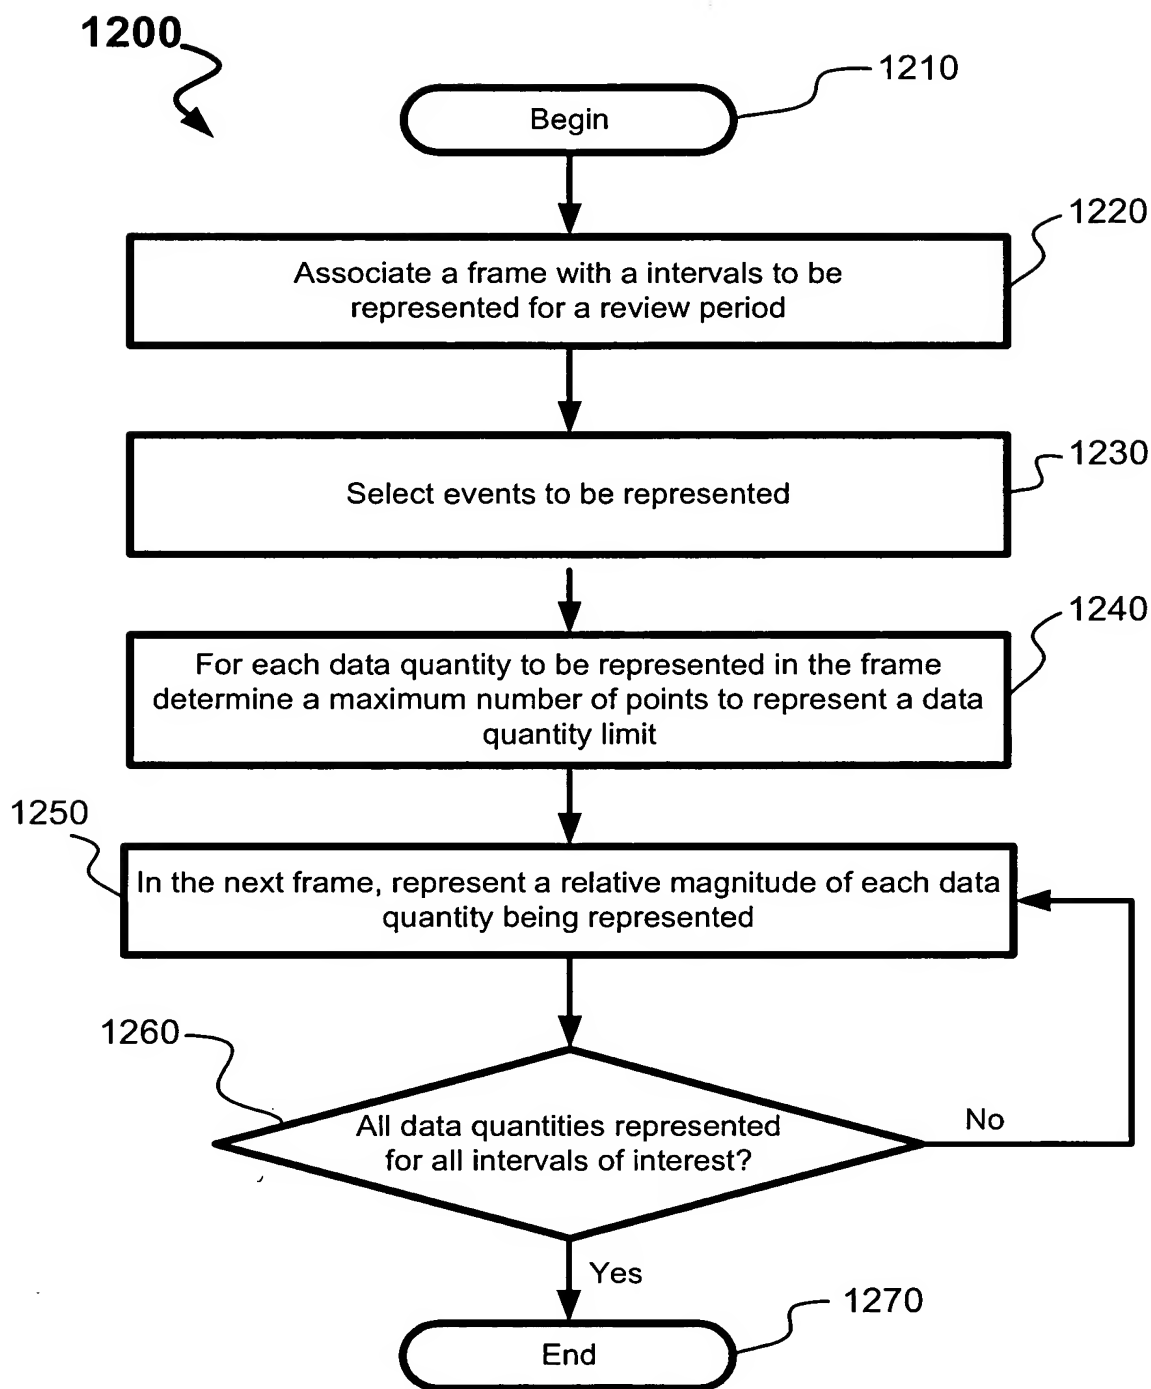 1200
1210
Begin
1220
Associate a frame with a intervals to be
represented for a review period
1230
Select events to be represented
1240
For each data quantity to be represented in the frame
determine a maximum number of points to represent a data
quantity limit
1250
In the next frame, represent a relative magnitude of each data
quantity being represented
1260
All data quantities represented
for all intervals of interest?
No
Yes
1270
End